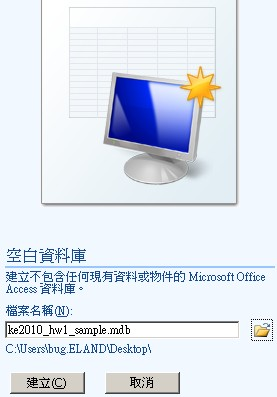 空白資料庫
建立不包含任何現有資料或物件的 Microsoft Office
Access 資料庫。
檔案名稱(N):
ke2010_hw1_sample.mdb
C:\Users\bug.ELAND\Desktop\
建立(C) 取消